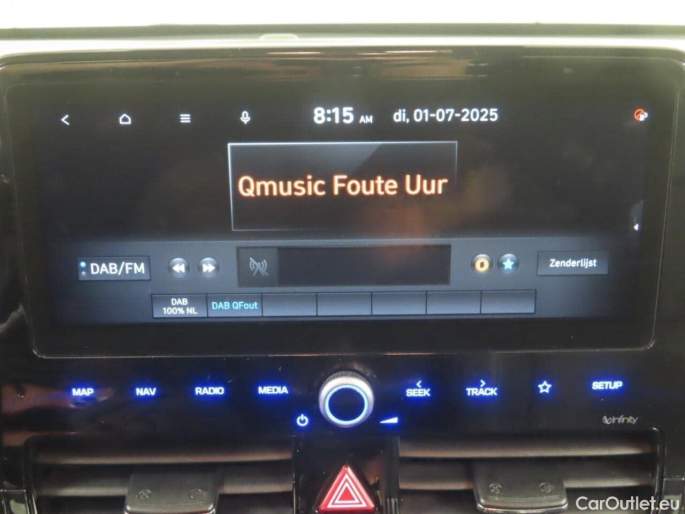 8:15 AM di, 01-07-2025
Qmusic Foute Uur
DAB/FM
Zenderlijst
DAB
100% NL
DAB QFout
MAP NAV RADIO MEDIA SEEK TRACK SETUP
infinity
CarOutlet.eu